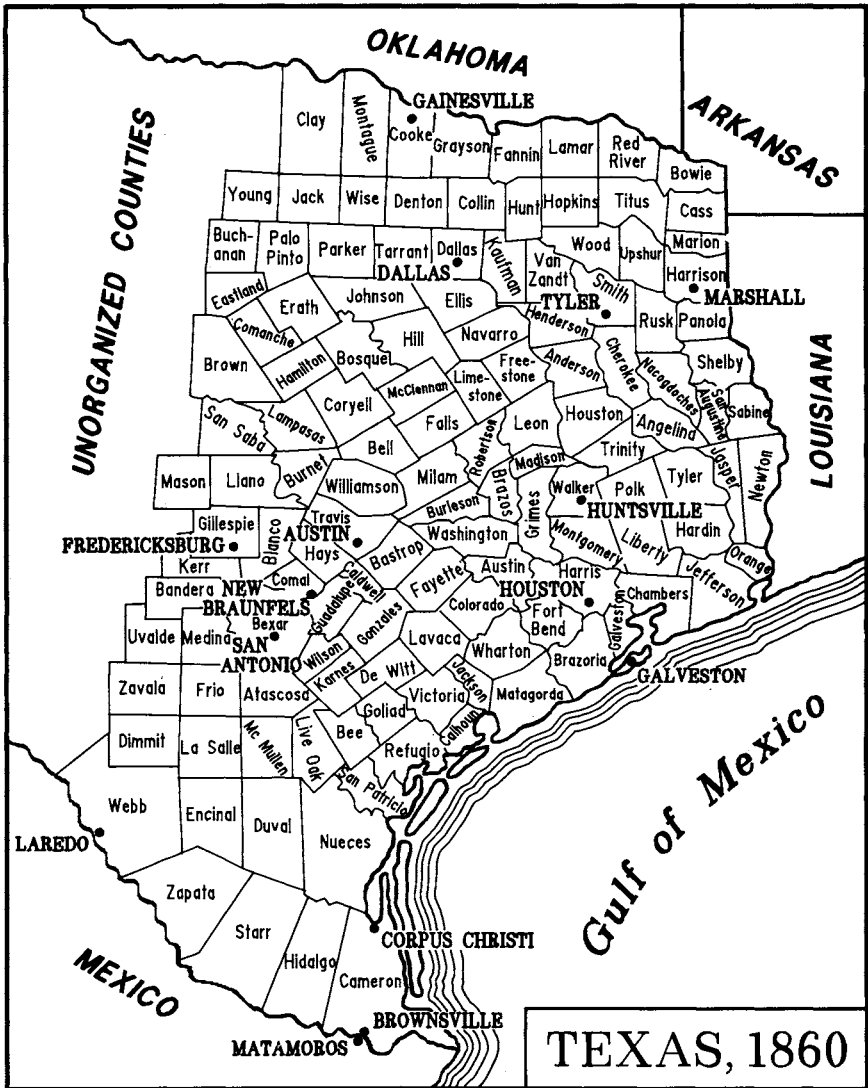 OKLAHOMA
ARKANSAS
UNORGANIZED COUNTIES
LOUISIANA
GAINESVILLE
Clay
Montague
Cooke
Grayson
Fannin
Lamar
Red
River
Bowie
Young
Jack
Wise
Denton
Collin
Hunt
Hopkins
Titus
Cass
Buch-
anan
Palo
Pinto
Parker
Tarrant
Dallas
DALLAS
Kaufman
Van
Zandt
Wood
Upshur
Marion
Harrison
MARSHALL
Smith
TYLER
Eastland
Erath
Johnson
Ellis
Henderson
Rusk
Panola
Comanche
Brown
Hamilton
Bosque
Hill
Navarro
Free-
stone
Anderson
Cherokee
Nacogdoches
Shelby
San
Augustine
Sabine
McClennan
Lime-
stone
Coryell
Lampasas
San Saba
Falls
Leon
Houston
Angelina
Trinity
Bell
Burnet
Robertson
Madison
Mason
Llano
Williamson
Milam
Brazos
Walker
HUNTSVILLE
Polk
Tyler
Jasper
Newton
Gillespie
FREDERICKSBURG
Blanco
Travis
AUSTIN
Hays
Burleson
Washington
Grimes
Montgomery
Liberty
Hardin
Kerr
Bandera
Comal
NEW
BRAUNFELS
Caldwell
Bastrop
Fayette
Austin
Harris
HOUSTON
Chambers
Jefferson
Orange
Guadalupe
Gonzales
Colorado
Fort
Bend
Galveston
GALVESTON
Uvalde
Medina
Bexar
SAN
ANTONIO
Wilson
Karnes
De Witt
Lavaca
Wharton
Brazoria
Zavala
Frio
Atascosa
Victoria
Jackson
Matagorda
Calhoun
Goliad
Bee
Refugio
Dimmit
La Salle
Mc Mullen
Live Oak
San Patricio
Webb
Encinal
Duval
Nueces
LAREDO
Zapata
Starr
Hidalgo
Cameron
CORPUS CHRISTI
BROWNSVILLE
MATAMOROS
MEXICO
Gulf of Mexico
TEXAS, 1860